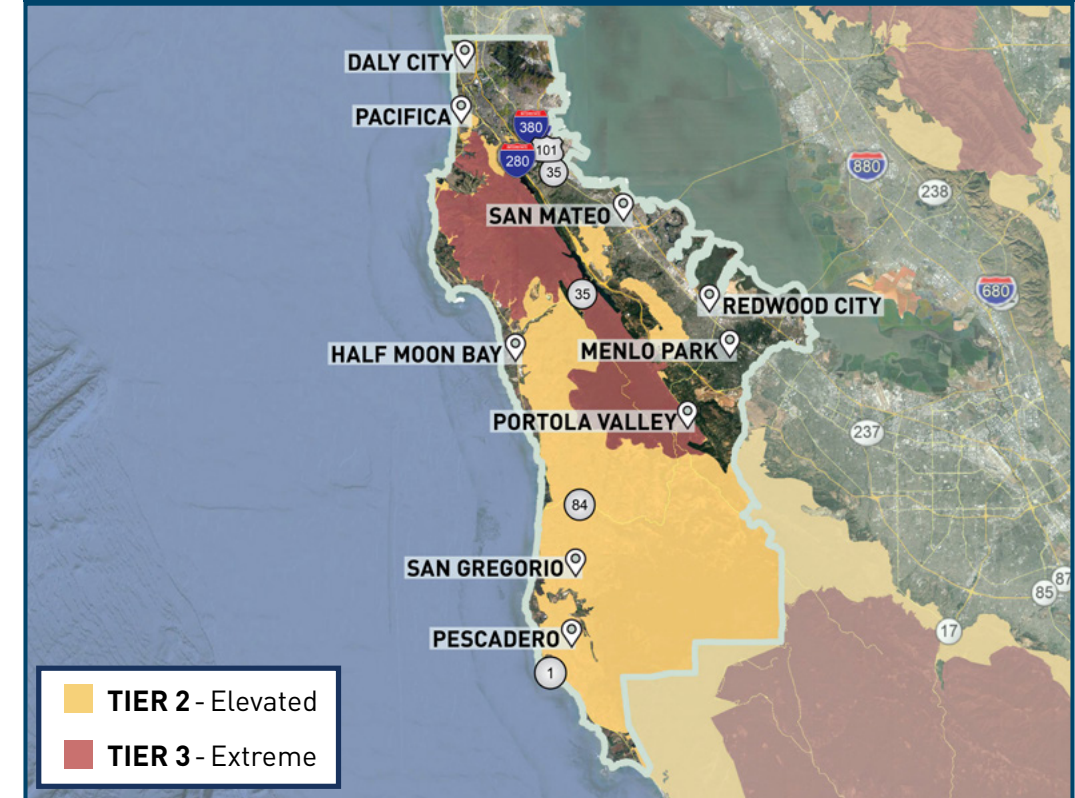 DALY CITY
PACIFICA
380
101
280
35
880
238
SAN MATEO
680
35
REDWOOD CITY
HALF MOON BAY
MENLO PARK
PORTOLA VALLEY
237
84
SAN GREGORIO
87
85
PESCADERO
17
1
TIER 2 - Elevated
TIER 3 - Extreme